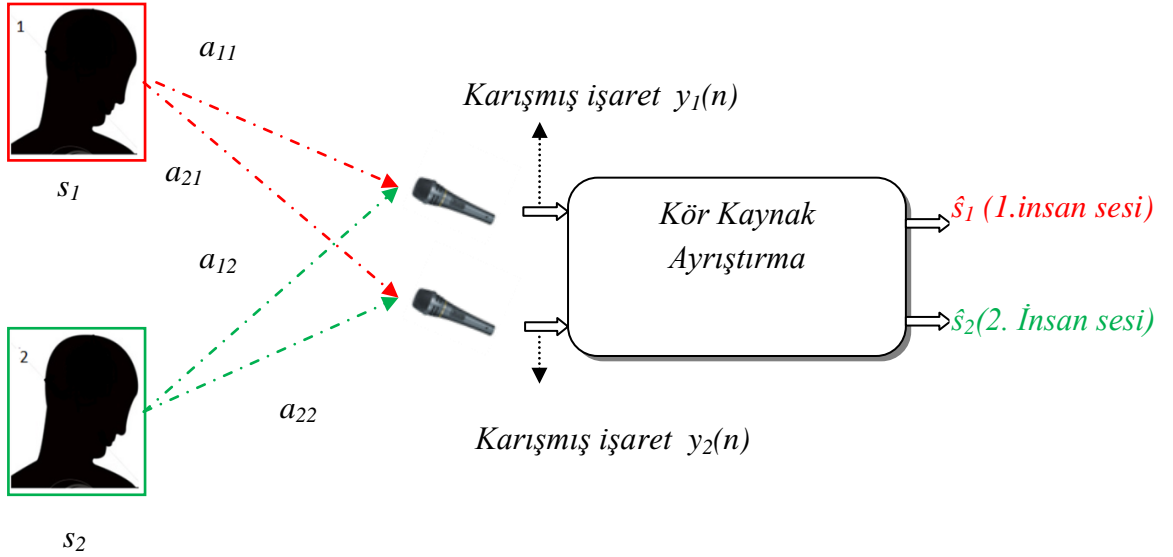 1
a11
Karışmış işaret y1(n)
a21
s1
Kör Kaynak
Ayrıştırma
ŝ1 (1.insan sesi)
a12
ŝ2(2. İnsan sesi)
2
a22
Karışmış işaret y2(n)
s2